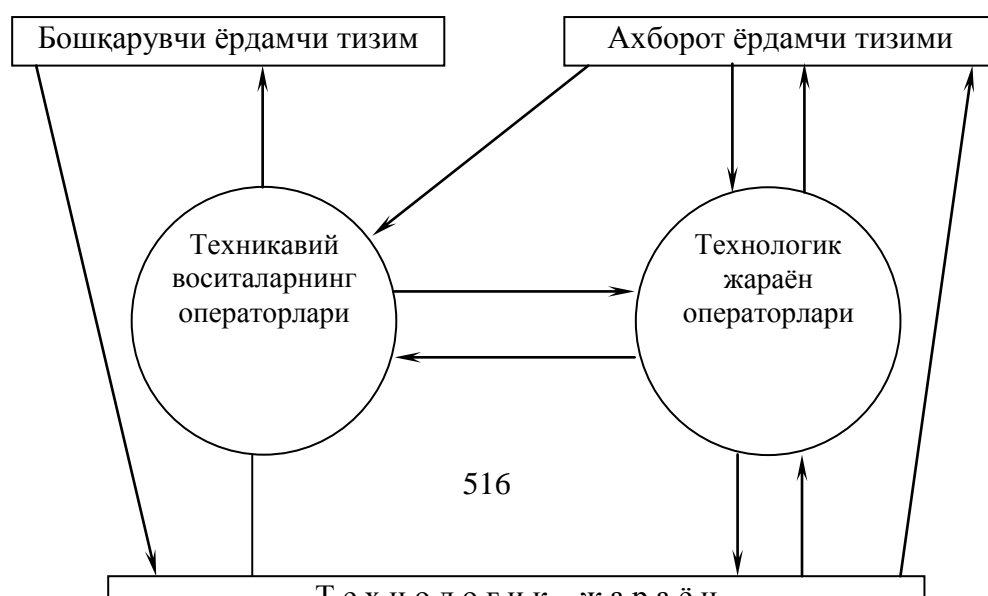 Бошқарувчи ёрдамчи тизим
Ахборот ёрдамчи тизими
Техникавий
воситаларнинг
операторлари
Технологик
жараён
операторлари
516
Т е х н о л о г и к ж а р а ё н